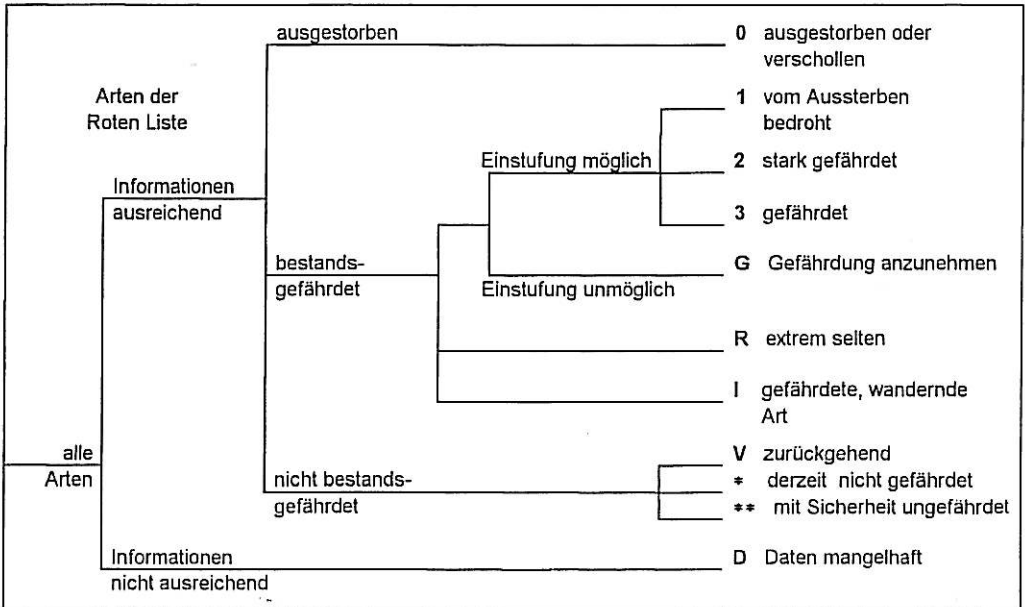 ausgestorben
0 ausgestorben oder
verschollen
Arten der
Roten Liste
1 vom Aussterben
bedroht
Einstufung möglich
2 stark gefährdet
Informationen
ausreichend
3 gefährdet
bestands-
gefährdet
G Gefährdung anzunehmen
Einstufung unmöglich
R extrem selten
I gefährdete, wandernde
Art
alle
Arten
V zurückgehend
nicht bestands-
gefährdet
* derzeit nicht gefährdet
** mit Sicherheit ungefährdet
Informationen
nicht ausreichend
D Daten mangelhaft